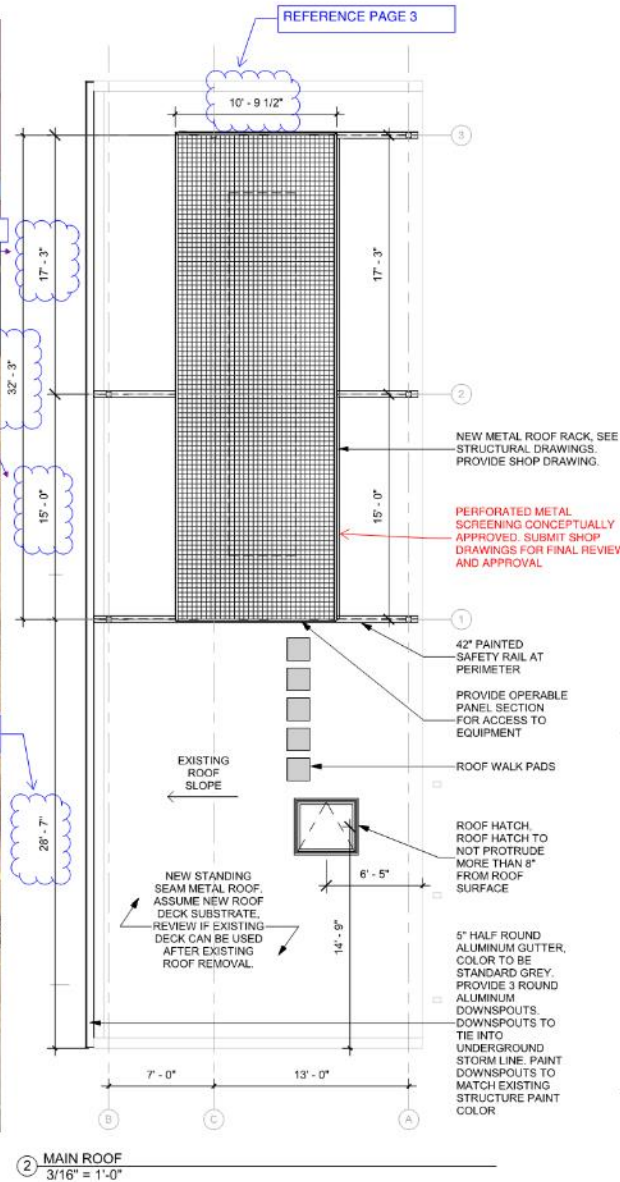 REFERENCE PAGE 3
10' - 9 1/2"
3
17' - 3"
17' - 3"
32' - 3"
2
NEW METAL ROOF RACK, SEE
STRUCTURAL DRAWINGS.
PROVIDE SHOP DRAWING.
15' - 0"
15' - 0"
PERFORATED METAL
SCREENING CONCEPTUALLY
APPROVED. SUBMIT SHOP
DRAWINGS FOR FINAL REVIEW
AND APPROVAL
1
42" PAINTED
SAFETY RAIL AT
PERIMETER
PROVIDE OPERABLE
PANEL SECTION
FOR ACCESS TO
EQUIPMENT
EXISTING
ROOF
SLOPE
ROOF WALK PADS
28' - 7"
ROOF HATCH,
ROOF HATCH TO
NOT PROTRUDE
MORE THAN 8"
FROM ROOF
SURFACE
6' - 5"
NEW STANDING
SEAM METAL ROOF.
ASSUME NEW ROOF
DECK SUBSTRATE,
REVIEW IF EXISTING
DECK CAN BE USED
AFTER EXISTING
ROOF REMOVAL.
14' - 9"
5" HALF ROUND
ALUMINUM GUTTER,
COLOR TO BE
STANDARD GREY.
PROVIDE 3 ROUND
ALUMINUM
DOWNSPOUTS.
DOWNSPOUTS TO
TIE INTO
UNDERGROUND
STORM LINE. PAINT
DOWNSPOUTS TO
MATCH EXISTING
STRUCTURE PAINT
COLOR
7' - 0"
13' - 0"
B
C
A
2 MAIN ROOF
3/16" = 1'-0"